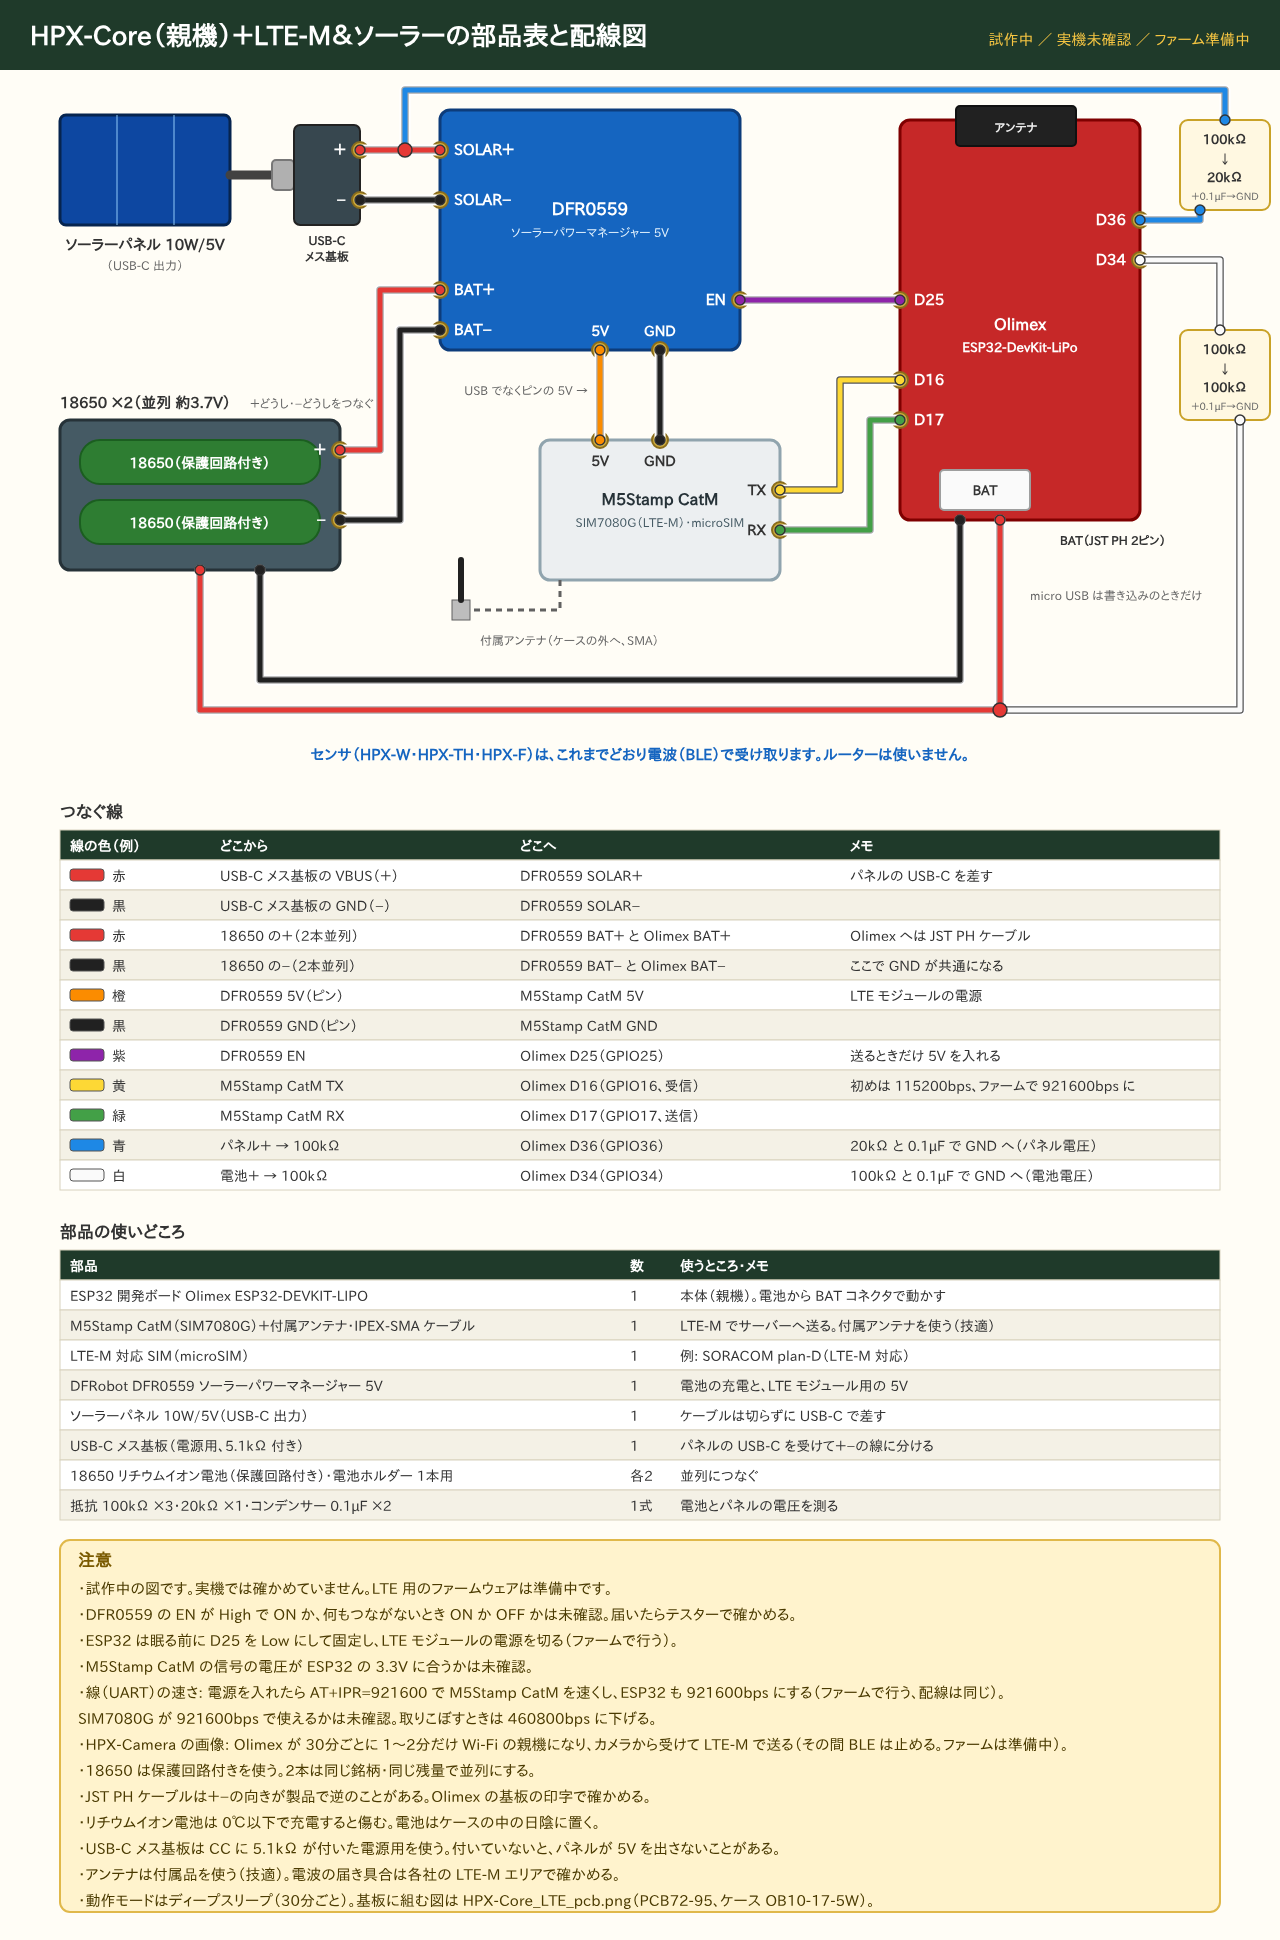 HPX-Core（親機）＋LTE-M＆ソーラーの部品表と配線図
試作中 ／ 実機未確認 ／ ファーム準備中
アンテナ
100kΩ
↓
20kΩ
+0.1µF→GND
+
−
SOLAR+
SOLAR−
DFR0559
ソーラーパワーマネージャー 5V
D36
D34
ソーラーパネル 10W/5V
（USB-C 出力）
USB-C
メス基板
BAT+
BAT−
EN
5V
GND
D25
Olimex
ESP32-DevKit-LiPo
100kΩ
↓
100kΩ
+0.1µF→GND
D16
D17
USB でなくピンの 5V →
18650 ×2（並列 約3.7V）
＋どうし・−どうしをつなぐ
+
18650（保護回路付き）
−
18650（保護回路付き）
5V
GND
M5Stamp CatM
SIM7080G（LTE-M）・microSIM
TX
RX
BAT
BAT（JST PH 2ピン）
micro USB は書き込みのときだけ
付属アンテナ（ケースの外へ、SMA）
センサ（HPX-W・HPX-TH・HPX-F）は、これまでどおり電波（BLE）で受け取ります。ルーターは使いません。
つなぐ線
線の色（例） どこから どこへ メモ
赤 USB-C メス基板の VBUS（+） DFR0559 SOLAR+ パネルの USB-C を差す
黒 USB-C メス基板の GND（−） DFR0559 SOLAR−
赤 18650 の＋（2本並列） DFR0559 BAT+ と Olimex BAT+ Olimex へは JST PH ケーブル
黒 18650 の−（2本並列） DFR0559 BAT− と Olimex BAT− ここで GND が共通になる
橙 DFR0559 5V（ピン） M5Stamp CatM 5V LTE モジュールの電源
黒 DFR0559 GND（ピン） M5Stamp CatM GND
紫 DFR0559 EN Olimex D25（GPIO25） 送るときだけ 5V を入れる
黄 M5Stamp CatM TX Olimex D16（GPIO16、受信） 初めは 115200bps、ファームで 921600bps に
緑 M5Stamp CatM RX Olimex D17（GPIO17、送信）
青 パネル＋ → 100kΩ Olimex D36（GPIO36） 20kΩ と 0.1µF で GND へ（パネル電圧）
白 電池＋ → 100kΩ Olimex D34（GPIO34） 100kΩ と 0.1µF で GND へ（電池電圧）
部品の使いどころ
部品 数 使うところ・メモ
ESP32 開発ボード Olimex ESP32-DEVKIT-LIPO 1 本体（親機）。電池から BAT コネクタで動かす
M5Stamp CatM（SIM7080G）＋付属アンテナ・IPEX-SMA ケーブル 1 LTE-M でサーバーへ送る。付属アンテナを使う（技適）
LTE-M 対応 SIM（microSIM） 1 例: SORACOM plan-D（LTE-M 対応）
DFRobot DFR0559 ソーラーパワーマネージャー 5V 1 電池の充電と、LTE モジュール用の 5V
ソーラーパネル 10W/5V（USB-C 出力） 1 ケーブルは切らずに USB-C で差す
USB-C メス基板（電源用、5.1kΩ 付き） 1 パネルの USB-C を受けて＋−の線に分ける
18650 リチウムイオン電池（保護回路付き）・電池ホルダー 1本用 各2 並列につなぐ
抵抗 100kΩ ×3・20kΩ ×1・コンデンサー 0.1µF ×2 1式 電池とパネルの電圧を測る
注意
・試作中の図です。実機では確かめていません。LTE 用のファームウェアは準備中です。
・DFR0559 の EN が High で ON か、何もつながないとき ON か OFF かは未確認。届いたらテスターで確かめる。
・ESP32 は眠る前に D25 を Low にして固定し、LTE モジュールの電源を切る（ファームで行う）。
・M5Stamp CatM の信号の電圧が ESP32 の 3.3V に合うかは未確認。
・線（UART）の速さ: 電源を入れたら AT+IPR=921600 で M5Stamp CatM を速くし、ESP32 も 921600bps にする（ファームで行う、配線は同じ）。
SIM7080G が 921600bps で使えるかは未確認。取りこぼすときは 460800bps に下げる。
・HPX-Camera の画像: Olimex が 30分ごとに 1〜2分だけ Wi-Fi の親機になり、カメラから受けて LTE-M で送る（その間 BLE は止める。ファームは準備中）。
・18650 は保護回路付きを使う。2本は同じ銘柄・同じ残量で並列にする。
・JST PH ケーブルは＋−の向きが製品で逆のことがある。Olimex の基板の印字で確かめる。
・リチウムイオン電池は 0℃以下で充電すると傷む。電池はケースの中の日陰に置く。
・USB-C メス基板は CC に 5.1kΩ が付いた電源用を使う。付いていないと、パネルが 5V を出さないことがある。
・アンテナは付属品を使う（技適）。電波の届き具合は各社の LTE-M エリアで確かめる。
・動作モードはディープスリープ（30分ごと）。基板に組む図は HPX-Core_LTE_pcb.png（PCB72-95、ケース OB10-17-5W）。